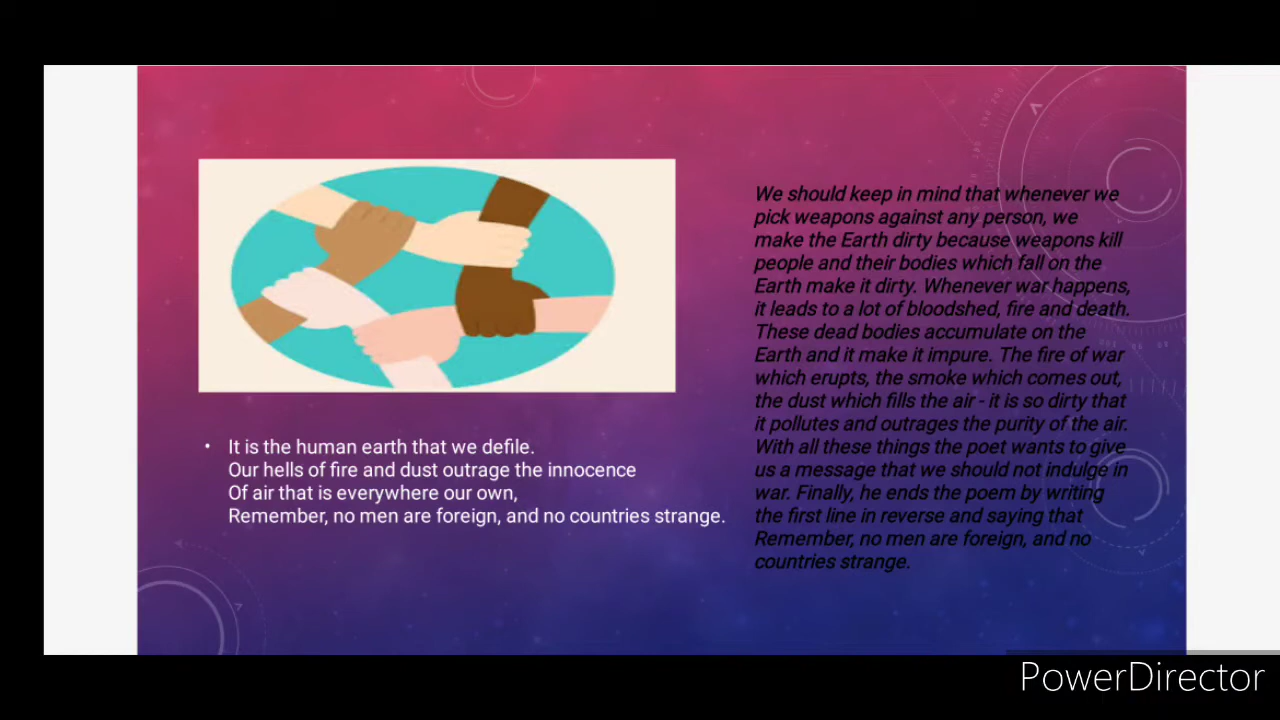 It is the human earth that we defile.
Our hells of fire and dust outrage the innocence
Of air that is everywhere our own,
Remember, no men are foreign, and no countries strange.
We should keep in mind that whenever we
pick weapons against any person, we
make the Earth dirty because weapons kill
people and their bodies which fall on the
Earth make it dirty. Whenever war happens,
it leads to a lot of bloodshed, fire and death.
These dead bodies accumulate on the
Earth and it make it impure. The fire of war
which erupts, the smoke which comes out,
the dust which fills the air - it is so dirty that
it pollutes and outrages the purity of the air.
With all these things the poet wants to give
us a message that we should not indulge in
war. Finally, he ends the poem by writing
the first line in reverse and saying that
Remember, no men are foreign, and no
countries strange.
PowerDirector